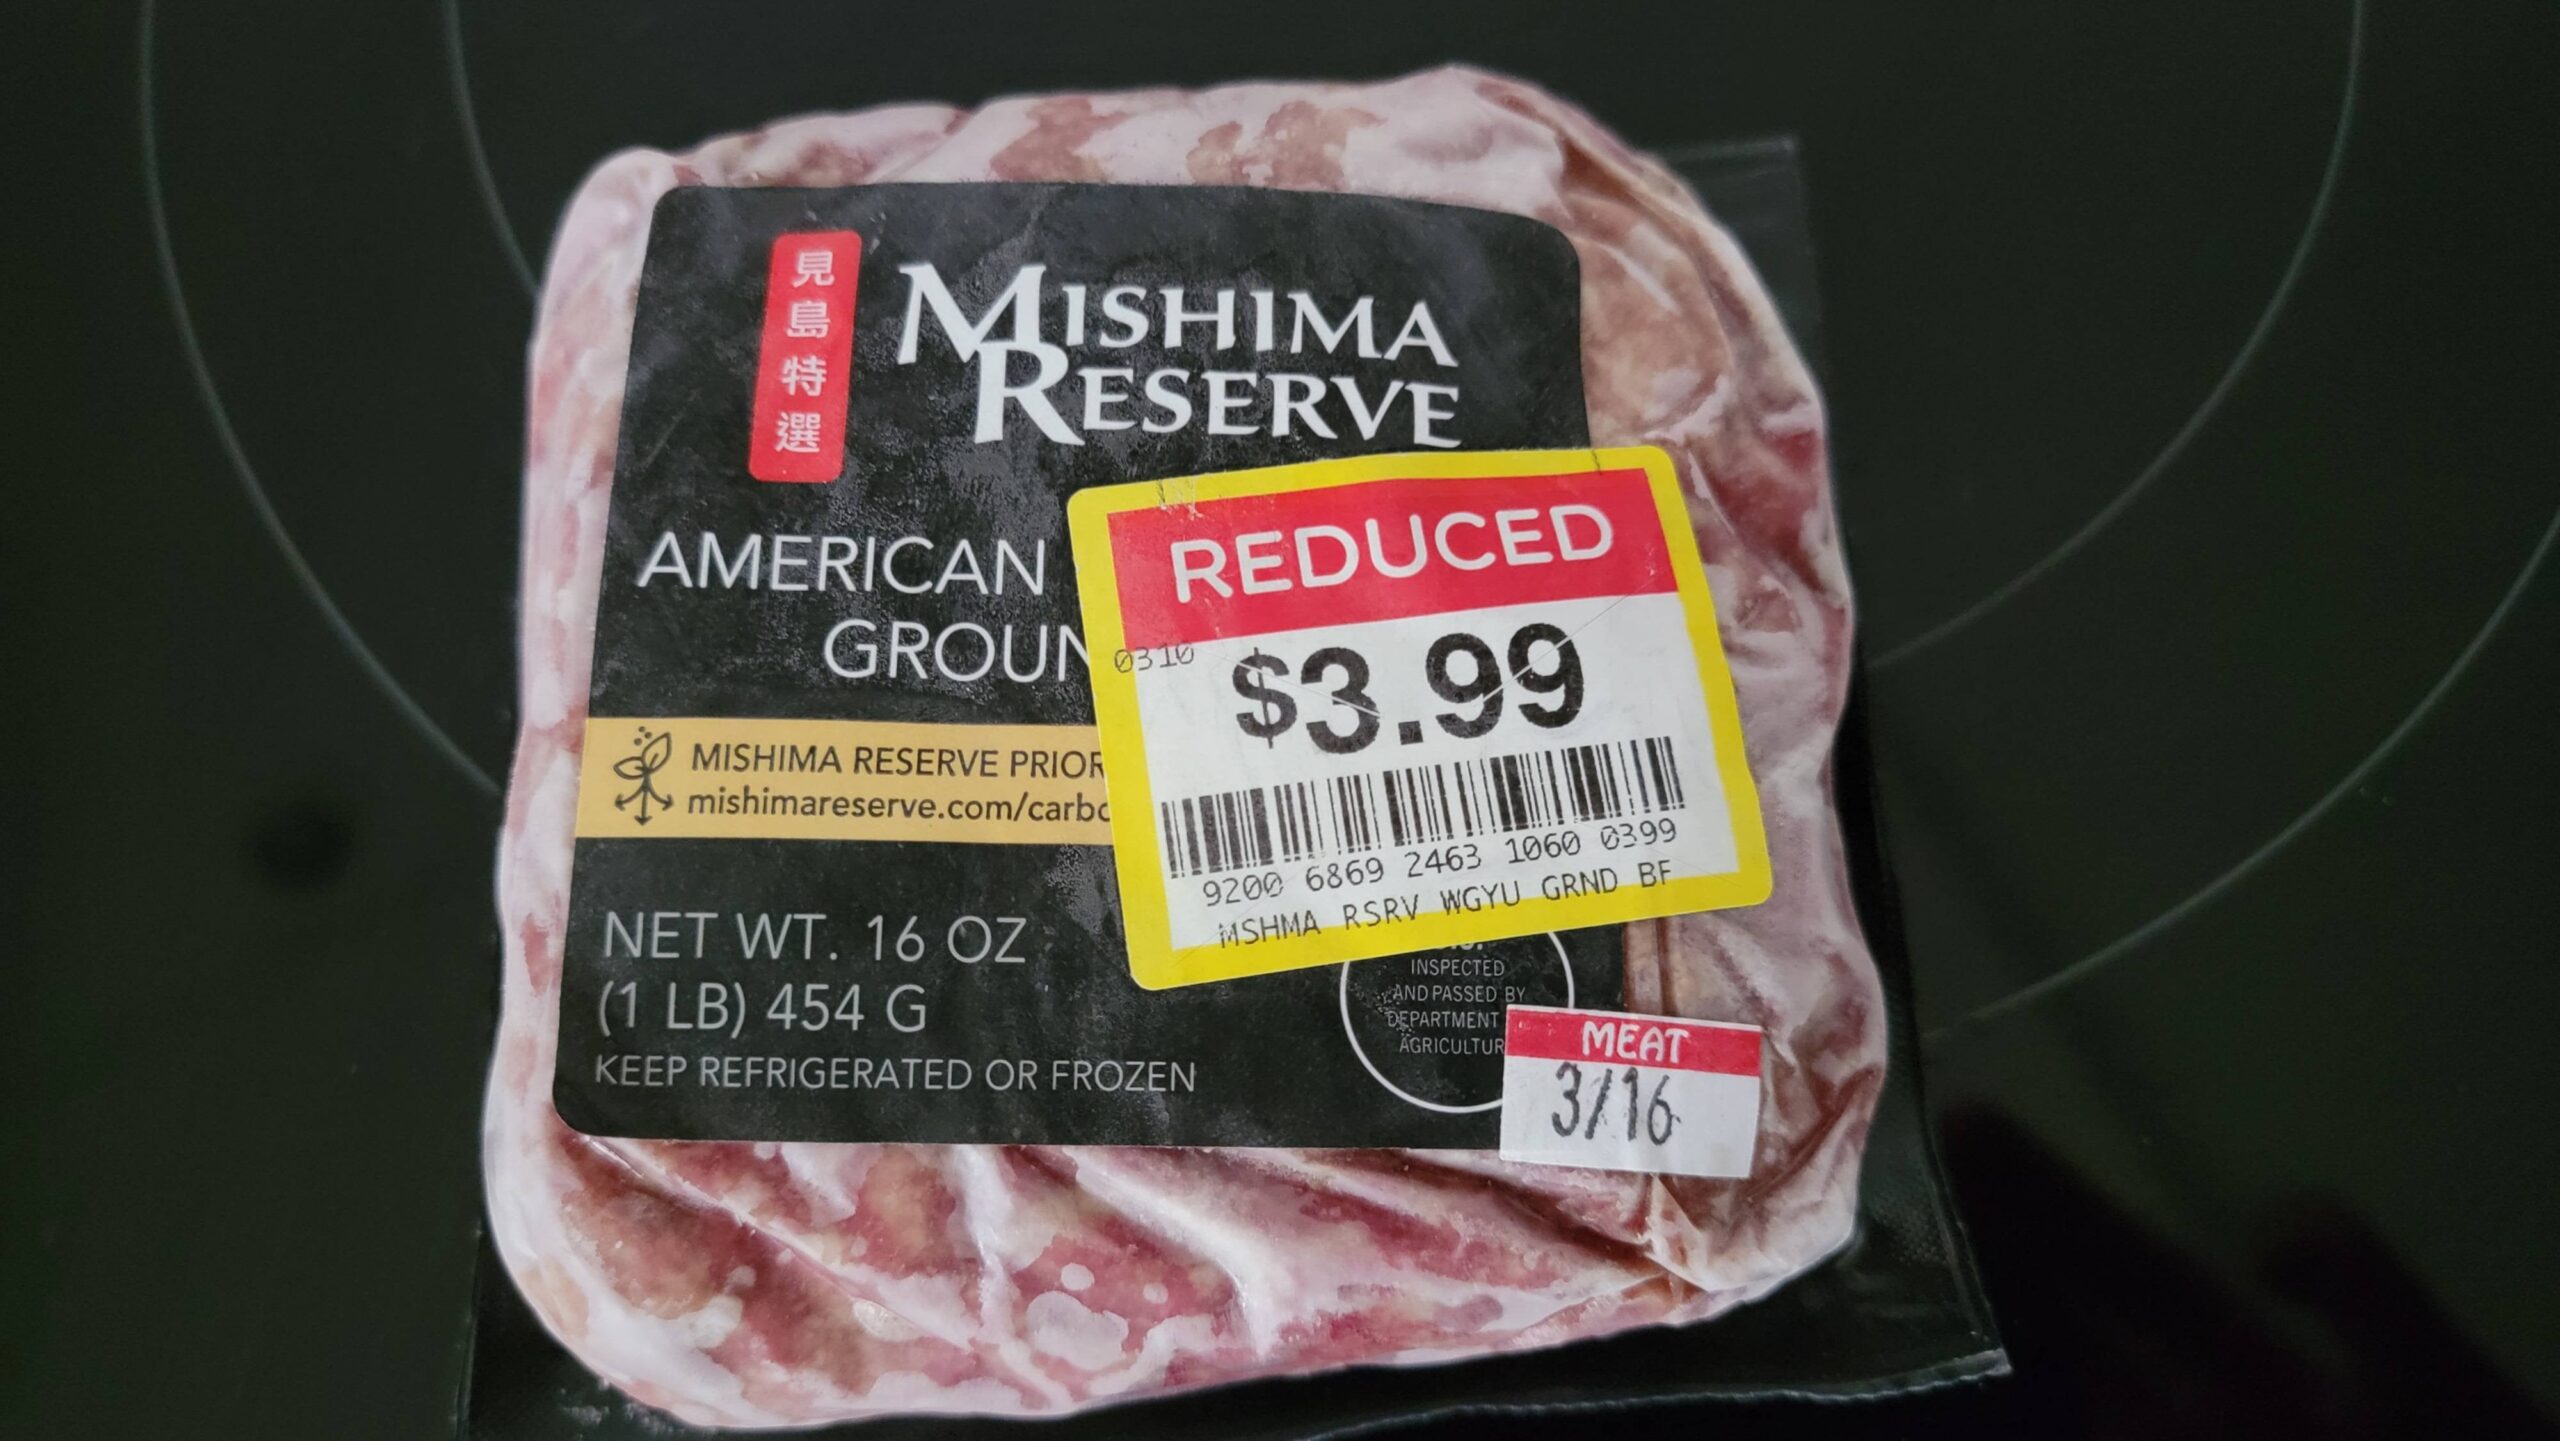 見島特選
MISHIMA
RESERVE
AMERICAN
GROUN
MISHIMA RESERVE PRIOR
mishimareserve.com/carbo
NET WT. 16 OZ
(1 LB) 454 G
KEEP REFRIGERATED OR FROZEN
REDUCED
0310
$3.99
9200 6869 2463 1060 0399
MSHMA RSRV WGYU GRND BF
INSPECTED
AND PASSED BY
DEPARTMENT
AGRICULTUR
MEAT
3/16